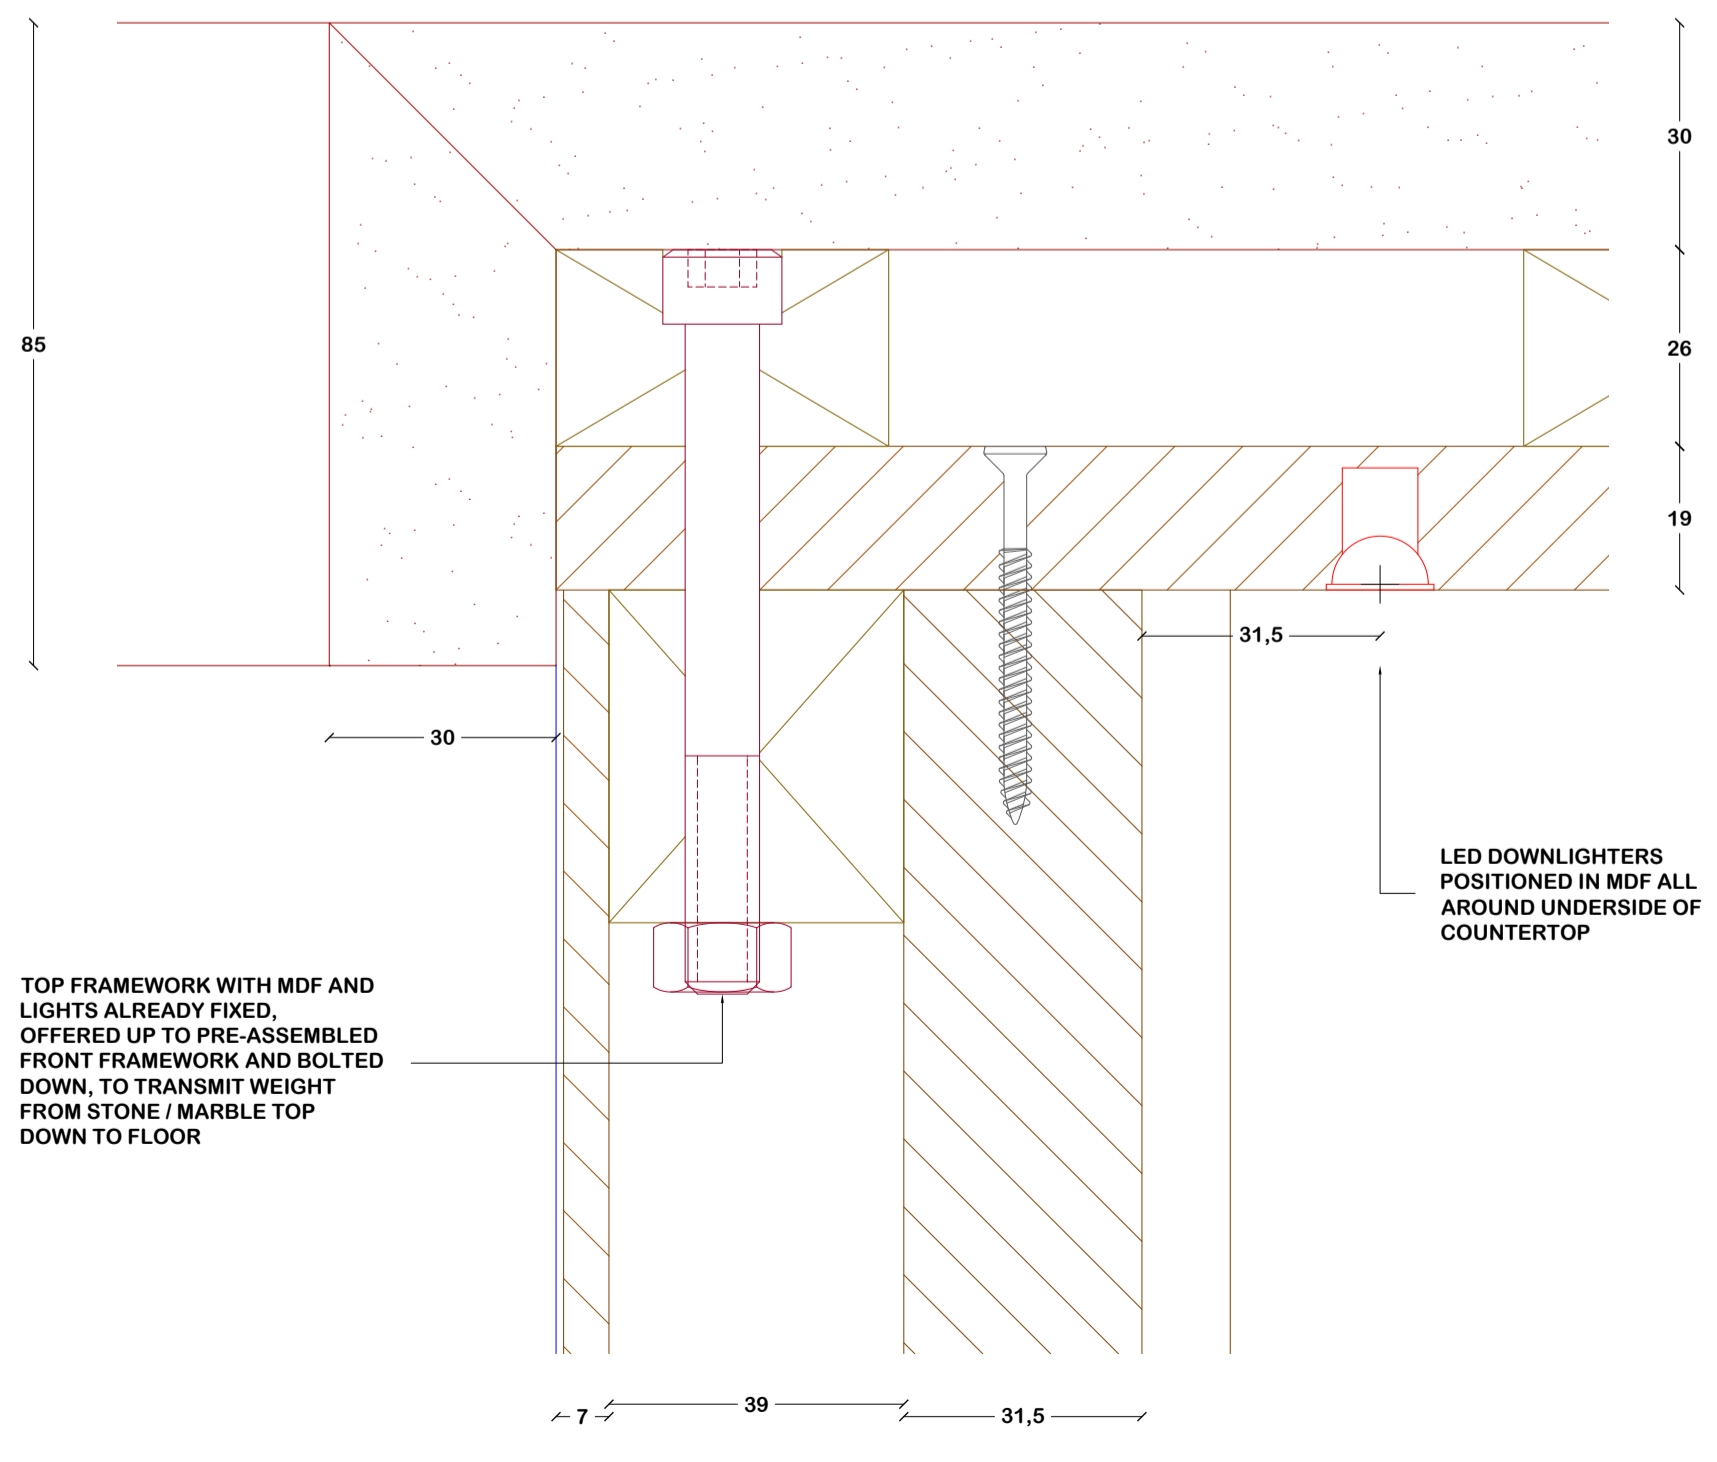 30
85
26
19
31,5
30
LED DOWNLIGHTERS
POSITIONED IN MDF ALL
AROUND UNDERSIDE OF
COUNTERTOP
TOP FRAMEWORK WITH MDF AND
LIGHTS ALREADY FIXED,
OFFERED UP TO PRE-ASSEMBLED
FRONT FRAMEWORK AND BOLTED
DOWN, TO TRANSMIT WEIGHT
FROM STONE / MARBLE TOP
DOWN TO FLOOR
7
39
31,5